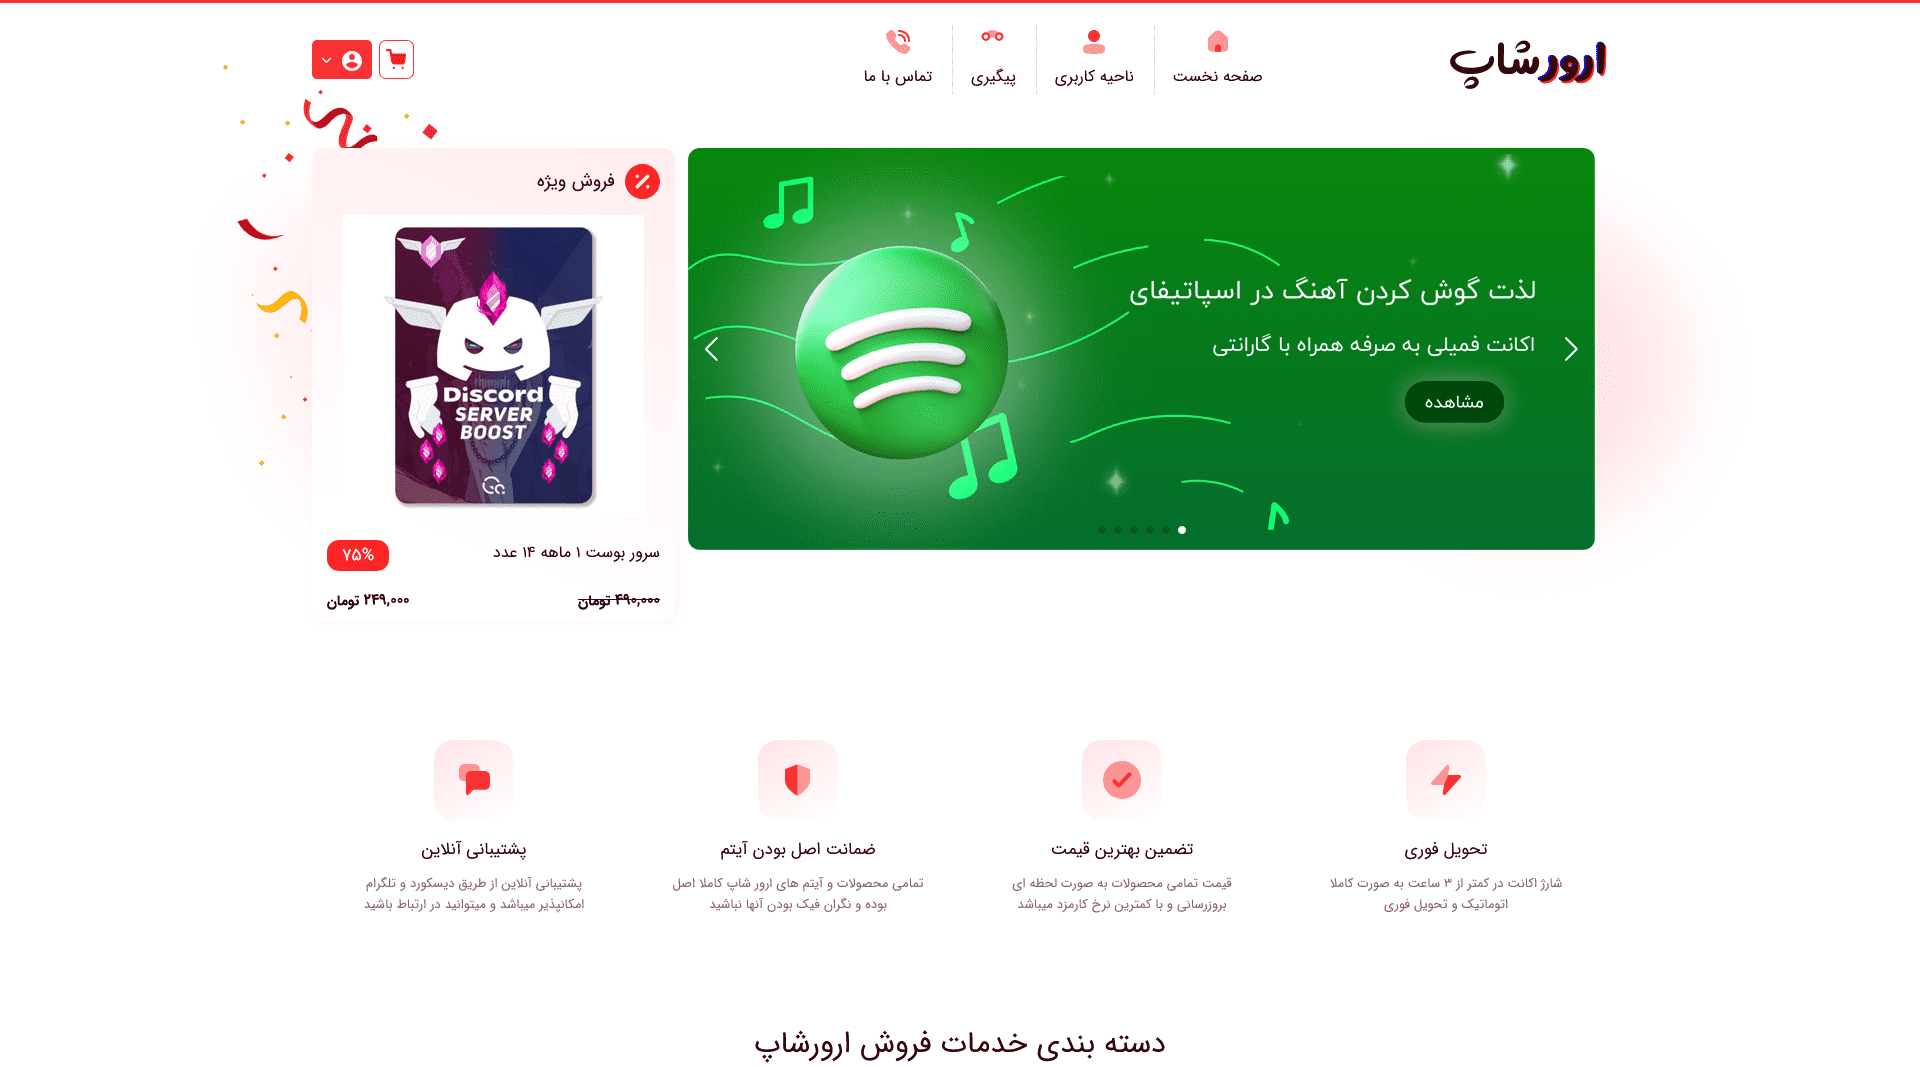 ارورشاپ
صفحه نخست
ناحیه کاربری
پیگیری
تماس با ما
لذت گوش کردن آهنگ در اسپاتیفای
اکانت فمیلی به صرفه همراه با گارانتی
مشاهده
فروش ویژه
Discord
SERVER
BOOST
سرور بوست ۱ ماهه ۱۴ عدد
۷۵%
۴۹۰,۰۰۰ تومان
۲۴۹,۰۰۰ تومان
تحویل فوری
شارژ اکانت در کمتر از ۳ ساعت به صورت کاملا
اتوماتیک و تحویل فوری
تضمین بهترین قیمت
قیمت تمامی محصولات به صورت لحظه ای
بروزرسانی و با کمترین نرخ کارمزد میباشد
ضمانت اصل بودن آیتم
تمامی محصولات و آیتم های ارور شاپ کاملا اصل
بوده و نگران فیک بودن آنها نباشید
پشتیبانی آنلاین
پشتیبانی آنلاین از طریق دیسکورد و تلگرام
امکانپذیر میباشد و میتوانید در ارتباط باشید
دسته بندی خدمات فروش ارورشاپ